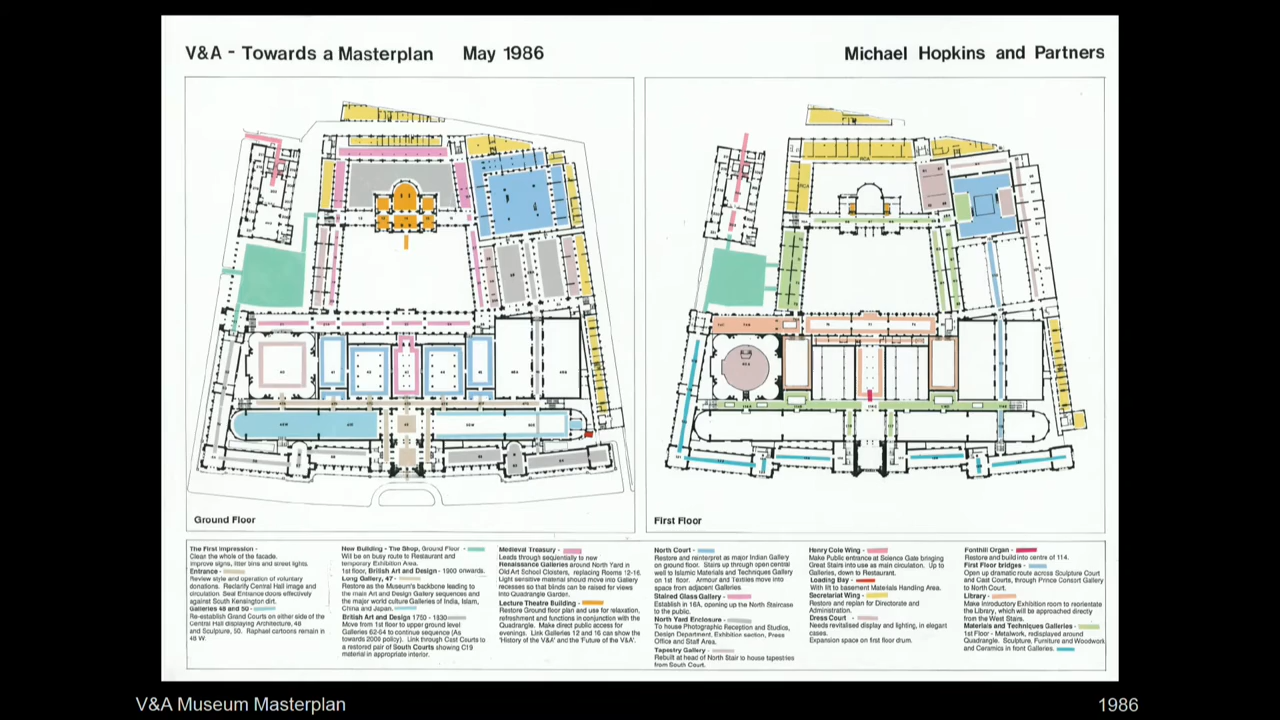 V&A - Towards a Masterplan May 1986
Michael Hopkins and Partners
Ground Floor
First Floor
The First Impression -
Clean the whole of the facade.
Improve signs, litter bins and street lights.
Entrance -
Review style and operation of voluntary
donations. Reclarify Central Hall image and
circulation. Seal Entrance doors effectively
against South Kensington dirt.
Galleries 48 and 50 -
Re-establish Grand Courts on either side of the
Central Hall displaying Architecture, 48
and Sculpture, 50. Raphael cartoons remain in
48 W.
New Building - The Shop, Ground Floor -
Will be on busy route to Restaurant and
temporary Exhibition Area.
1st floor, British Art and Design - 1900 onwards.
Long Gallery, 47 -
Restore as the Museum's backbone leading to
the main Art and Design Gallery sequences and
the major world culture Galleries of India, Islam,
China and Japan.
British Art and Design 1750 - 1930
Move from 1st floor to upper ground level
Galleries 62-64 to continue sequence (As
towards 2000 policy). Link through Cast Courts to
a restored pair of South Courts showing C19
material in appropriate interior.
Medieval Treasury -
Leads through sequentially to new
Renaissance Galleries around North Yard in
Old Art School Cloisters, replacing Rooms 12-16.
Light sensitive material should move into Gallery
recesses so that blinds can be raised for views
into Quadrangle Garden.
Lecture Theatre Building -
Restore Ground floor plan and use for relaxation,
refreshment and functions in conjunction with the
Quadrangle. Make direct public access for
evenings. Link Galleries 12 and 16 can show the
'History of the V&A' and the 'Future of the V&A'.
North Court -
Restore and reinterpret as major Indian Gallery
on ground floor. Stairs up through open central
well to Islamic Materials and Techniques Gallery
on 1st floor. Armour and Textiles move into
space from adjacent Galleries.
Stained Glass Gallery -
Establish in 16A, opening up the North Staircase
to the public.
North Yard Enclosure -
To house Photographic Reception and Studios,
Design Department, Exhibition section, Press
Office and Staff Area.
Tapestry Gallery -
Rebuilt at head of North Stair to house tapestries
from South Court.
Henry Cole Wing -
Make Public entrance at Science Gate bringing
Great Stairs into use as main circulation. Up to
Galleries, down to Restaurant.
Loading Bay -
With lift to basement Materials Handling Area.
Secretariat Wing -
Restore and replan for Directorate and
Administration.
Dress Court -
Needs revitalised display and lighting, in elegant
cases.
Expansion space on first floor drum.
Fonthill Organ -
Restore and build into centre of 114.
First Floor bridges -
Open up dramatic route across Sculpture Court
and Cast Courts, through Prince Consort Gallery
to North Court.
Library -
Make introductory Exhibition room to reorientate
the Library, which will be approached directly
from the West Stairs.
Materials and Techniques Galleries -
1st Floor - Metalwork, redisplayed around
Quadrangle. Sculpture, Furniture and Woodwork
and Ceramics in front Galleries.
V&A Museum Masterplan
1986